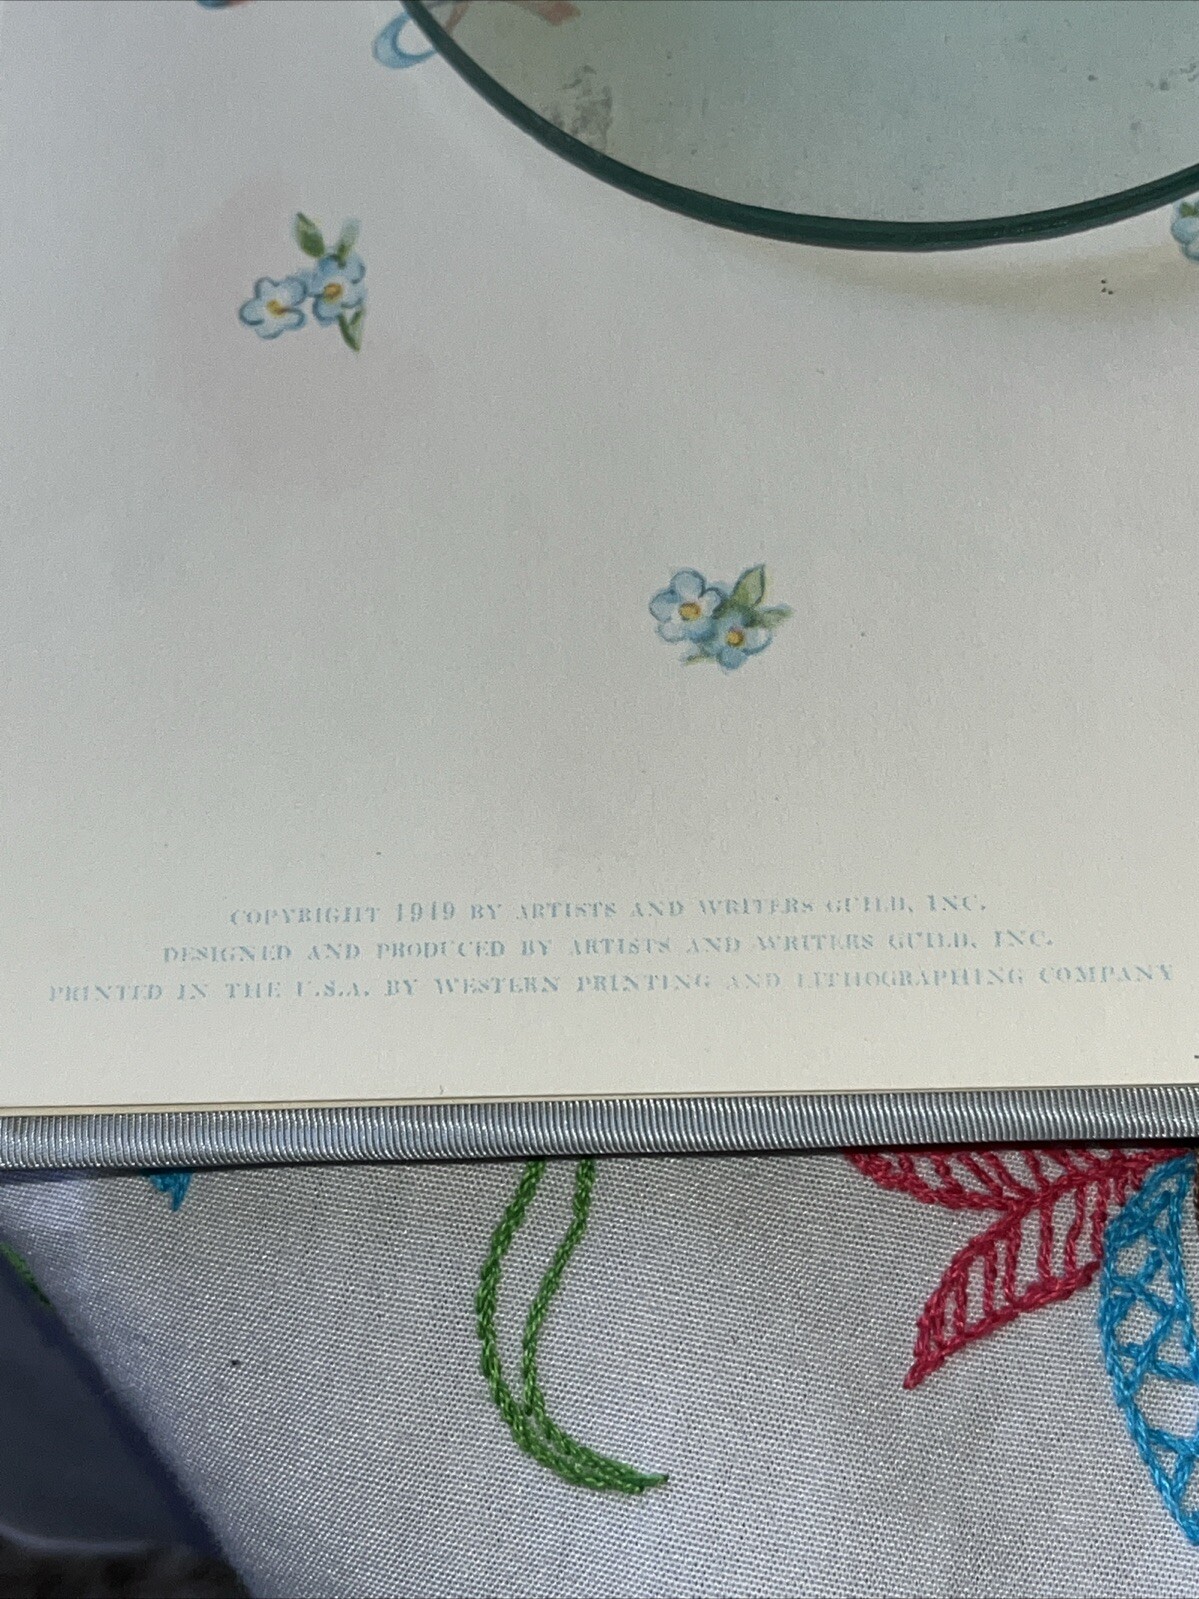 COPYRIGHT 1949 BY ARTISTS AND WRITERS GUILD, INC.
DESIGNED AND PRODUCED BY ARTISTS AND WRITERS GUILD, INC.
PRINTED IN THE U.S.A. BY WESTERN PRINTING AND LITHOGRAPHING COMPANY